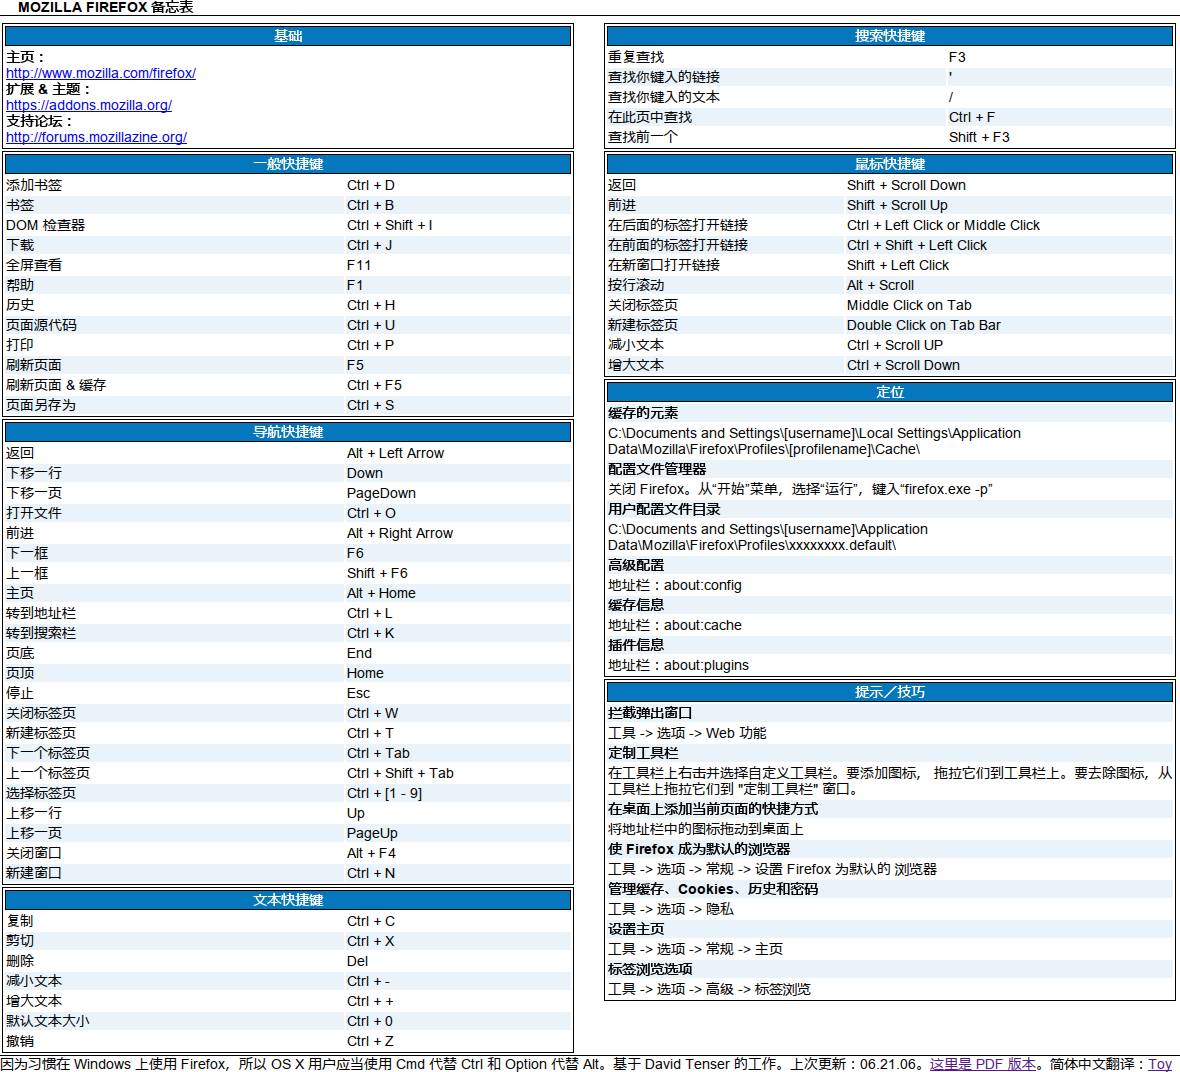 MOZILLA FIREFOX 备忘表
基础
主页：
http://www.mozilla.com/firefox/
扩展 & 主题：
https://addons.mozilla.org/
支持论坛：
http://forums.mozillazine.org/
一般快捷键
添加书签 Ctrl + D
书签 Ctrl + B
DOM 检查器 Ctrl + Shift + I
下载 Ctrl + J
全屏查看 F11
帮助 F1
历史 Ctrl + H
页面源代码 Ctrl + U
打印 Ctrl + P
刷新页面 F5
刷新页面 & 缓存 Ctrl + F5
页面另存为 Ctrl + S
导航快捷键
返回 Alt + Left Arrow
下移一行 Down
下移一页 PageDown
打开文件 Ctrl + O
前进 Alt + Right Arrow
下一框 F6
上一框 Shift + F6
主页 Alt + Home
转到地址栏 Ctrl + L
转到搜索栏 Ctrl + K
页底 End
页顶 Home
停止 Esc
关闭标签页 Ctrl + W
新建标签页 Ctrl + T
下一个标签页 Ctrl + Tab
上一个标签页 Ctrl + Shift + Tab
选择标签页 Ctrl + [1 - 9]
上移一行 Up
上移一页 PageUp
关闭窗口 Alt + F4
新建窗口 Ctrl + N
文本快捷键
复制 Ctrl + C
剪切 Ctrl + X
删除 Del
减小文本 Ctrl + -
增大文本 Ctrl + +
默认文本大小 Ctrl + 0
撤销 Ctrl + Z
搜索快捷键
重复查找 F3
查找你键入的链接 '
查找你键入的文本 /
在此页中查找 Ctrl + F
查找前一个 Shift + F3
鼠标快捷键
返回 Shift + Scroll Down
前进 Shift + Scroll Up
在后面的标签打开链接 Ctrl + Left Click or Middle Click
在前面的标签打开链接 Ctrl + Shift + Left Click
在新窗口打开链接 Shift + Left Click
按行滚动 Alt + Scroll
关闭标签页 Middle Click on Tab
新建标签页 Double Click on Tab Bar
减小文本 Ctrl + Scroll UP
增大文本 Ctrl + Scroll Down
定位
缓存的元素
C:\Documents and Settings\[username]\Local Settings\Application
Data\Mozilla\Firefox\Profiles\[profilename]\Cache\
配置文件管理器
关闭 Firefox。从“开始”菜单，选择“运行”，键入“firefox.exe -p”
用户配置文件目录
C:\Documents and Settings\[username]\Application
Data\Mozilla\Firefox\Profiles\xxxxxxxx.default\
高级配置
地址栏：about:config
缓存信息
地址栏：about:cache
插件信息
地址栏：about:plugins
提示／技巧
拦截弹出窗口
工具 -> 选项 -> Web 功能
定制工具栏
在工具栏上右击并选择自定义工具栏。要添加图标， 拖拉它们到工具栏上。要去除图标，从
工具栏上拖拉它们到 "定制工具栏" 窗口。
在桌面上添加当前页面的快捷方式
将地址栏中的图标拖动到桌面上
使 Firefox 成为默认的浏览器
工具 -> 选项 -> 常规 -> 设置 Firefox 为默认的 浏览器
管理缓存、Cookies、历史和密码
工具 -> 选项 -> 隐私
设置主页
工具 -> 选项 -> 常规 -> 主页
标签浏览选项
工具 -> 选项 -> 高级 -> 标签浏览
因为习惯在 Windows 上使用 Firefox，所以 OS X 用户应当使用 Cmd 代替 Ctrl 和 Option 代替 Alt。基于 David Tenser 的工作。上次更新：06.21.06。这里是 PDF 版本。简体中文翻译：Toy